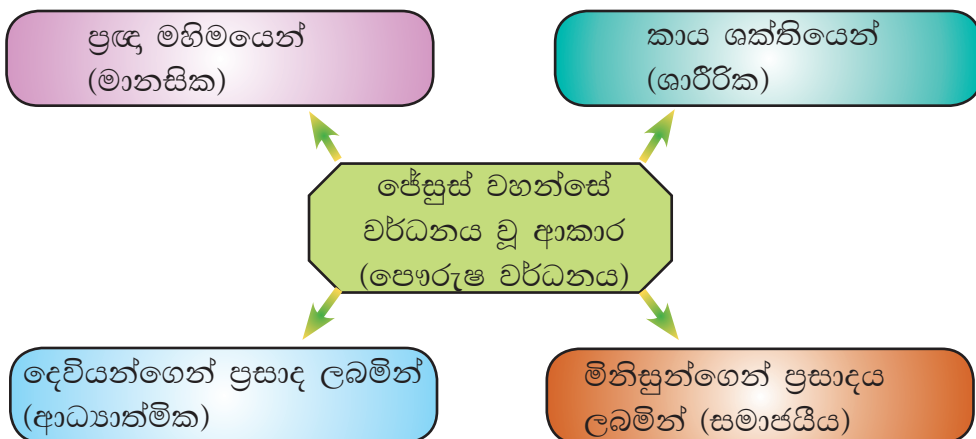 ප්‍රඥා මහිමයෙන්
(මානසික)
කාය ශක්තියෙන්
(ශාරීරික)
ජේසුස් වහන්සේ
වර්ධනය වූ ආකාර
(පෞරුෂ වර්ධනය)
දෙවියන්ගෙන් ප්‍රසාද ලබමින්
(ආධ්‍යාත්මික)
මිනිසුන්ගෙන් ප්‍රසාදය
ලබමින් (සමාජයීය)